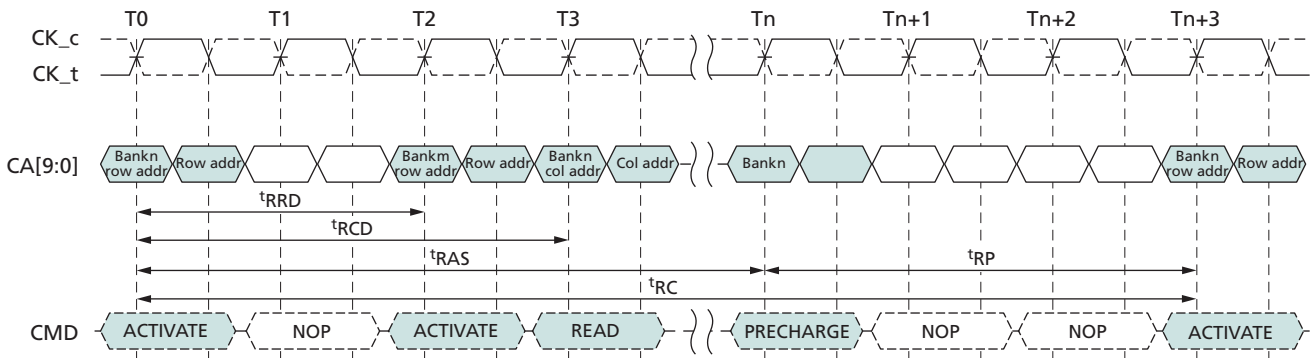 T0 T1 T2 T3 Tn Tn+1 Tn+2 Tn+3
CK_c
CK_t
CA[9:0]
Bankn
row addr
Row addr
Bankm
row addr
Row addr
Bankn
col addr
Col addr
Bankn
Bankn
row addr
Row addr
tRRD
tRCD
tRAS tRP
tRC
CMD ACTIVATE NOP ACTIVATE READ PRECHARGE NOP NOP ACTIVATE